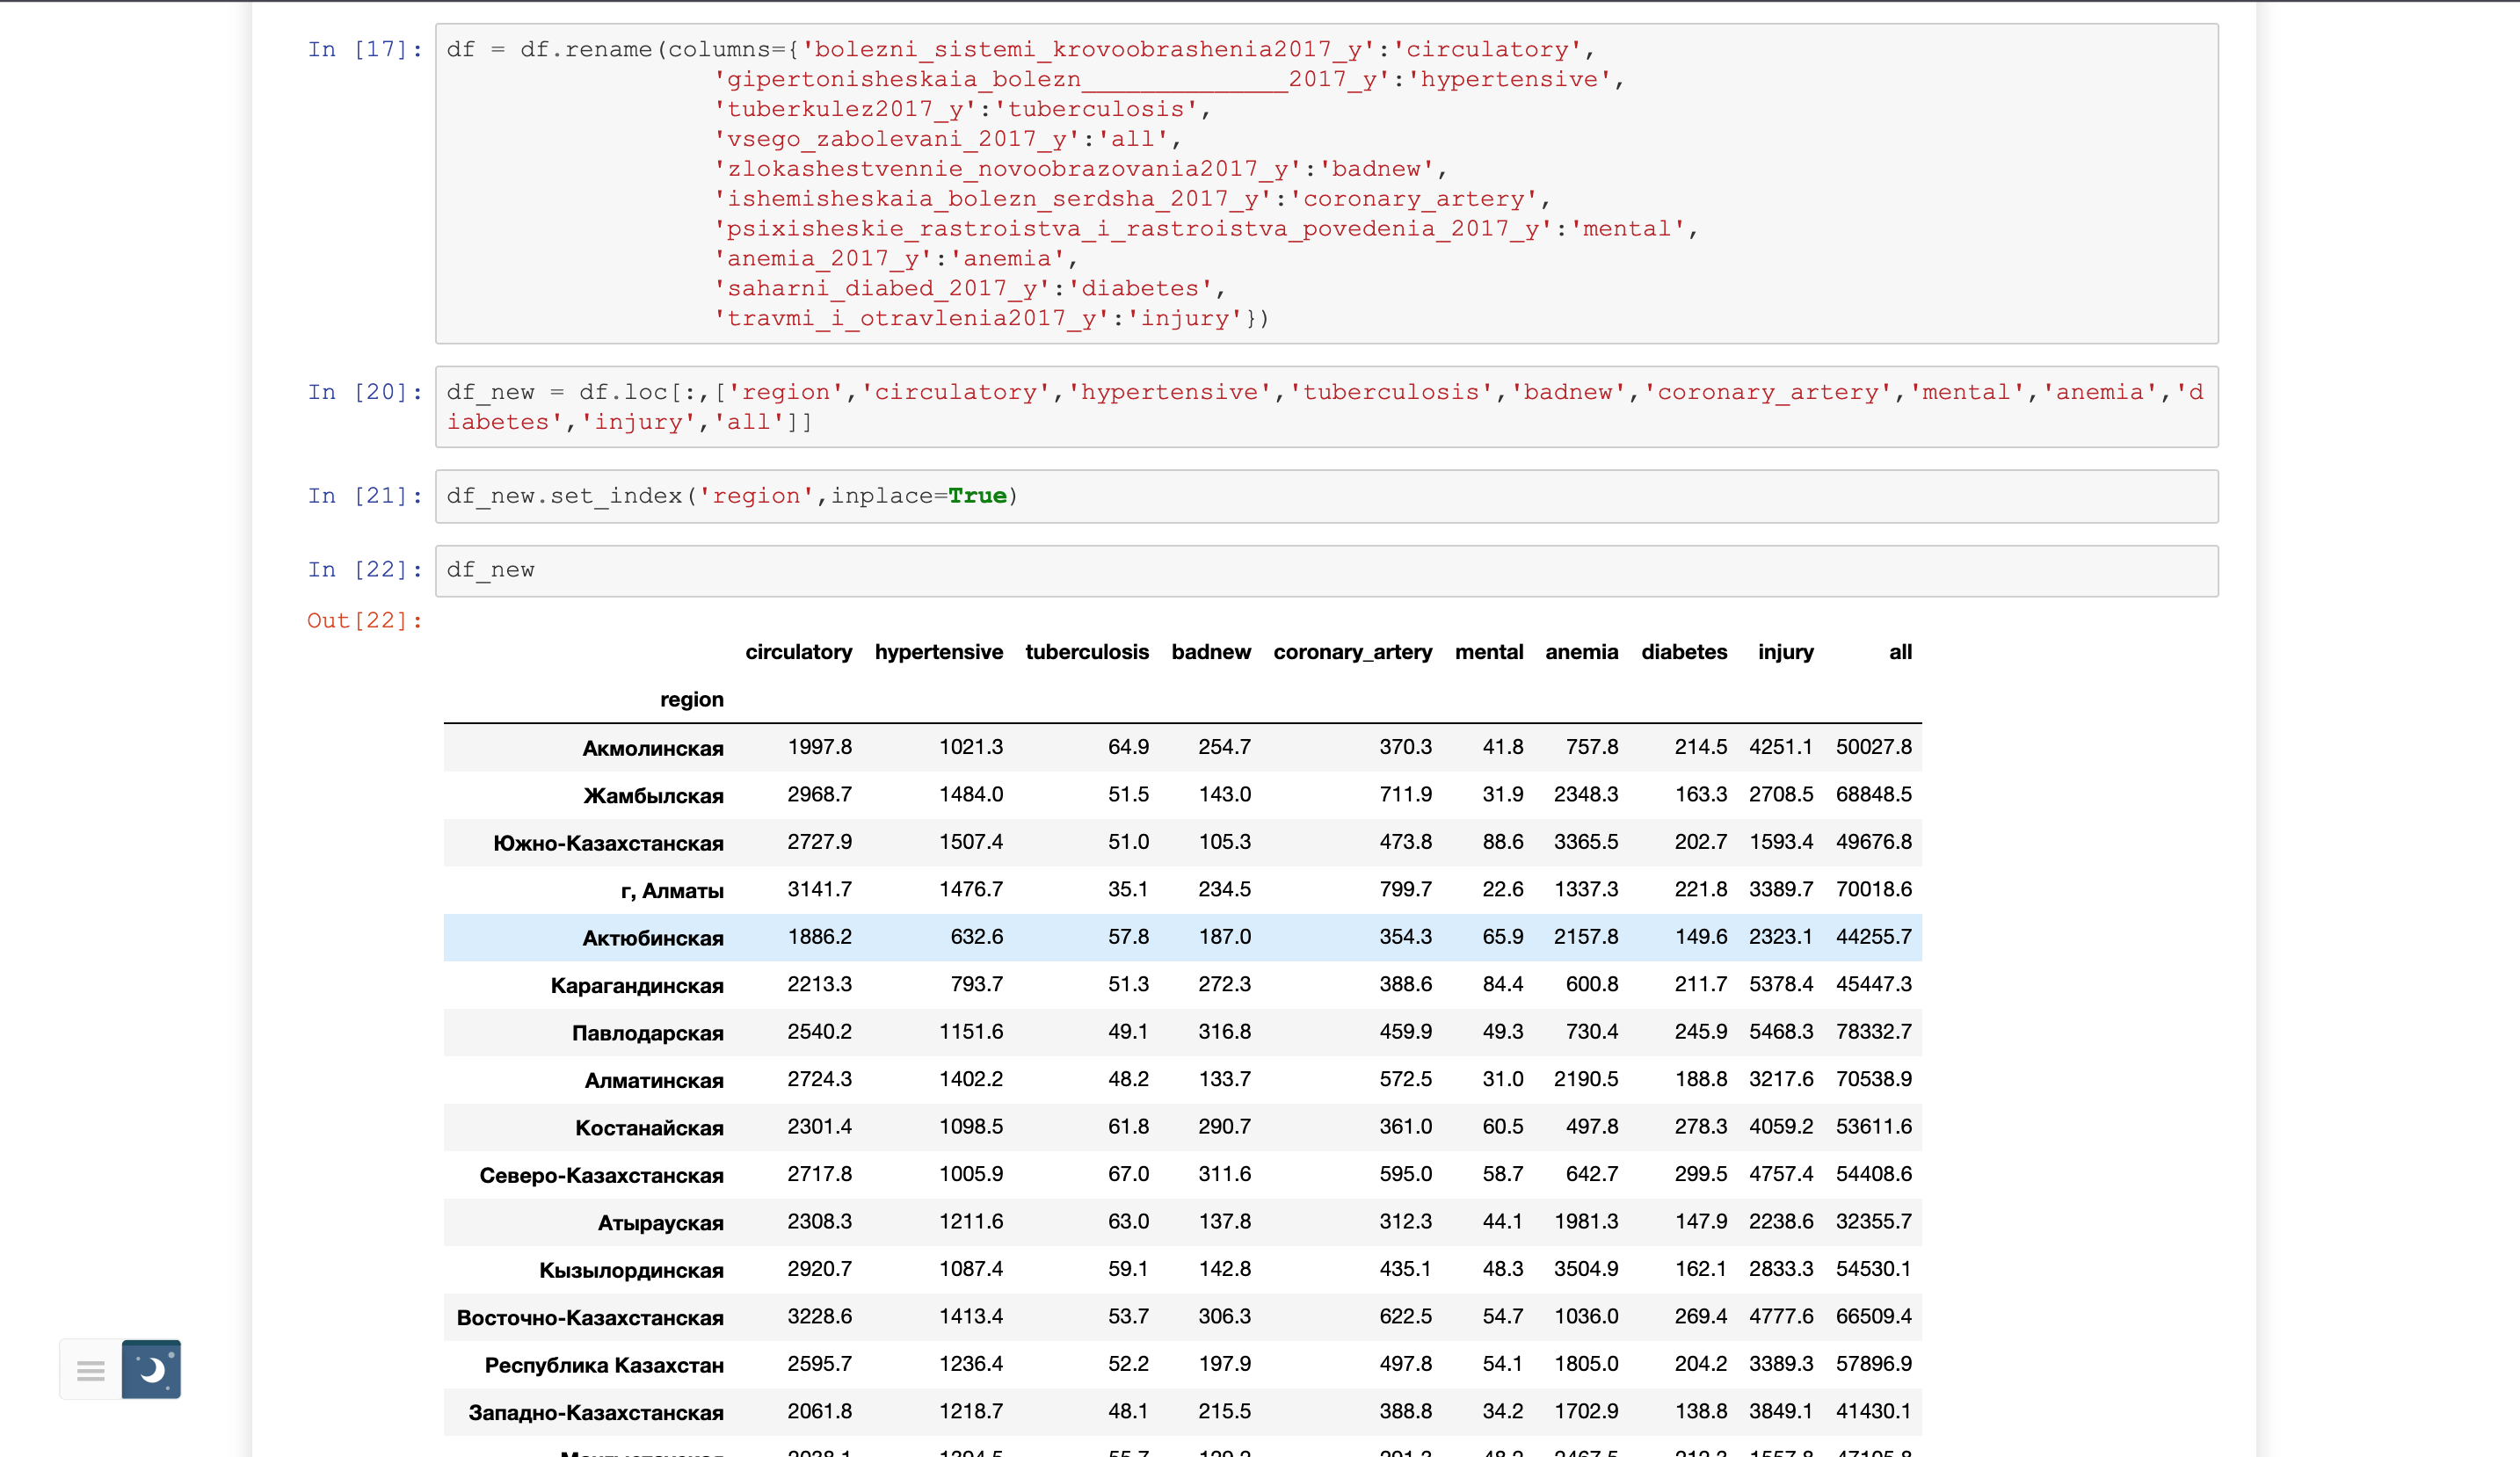 In [17]: df = df.rename(columns={'bolezni_sistemi_krovoobrashenia2017_y':'circulatory',
'gipertonisheskaia_bolezn______________2017_y':'hypertensive',
'tuberkulez2017_y':'tuberculosis',
'vsego_zabolevani_2017_y':'all',
'zlokashestvennie_novoobrazovania2017_y':'badnew',
'ishemisheskaia_bolezn_serdsha_2017_y':'coronary_artery',
'psixisheskie_rastroistva_i_rastroistva_povedenia_2017_y':'mental',
'anemia_2017_y':'anemia',
'saharni_diabed_2017_y':'diabetes',
'travmi_i_otravlenia2017_y':'injury'})
In [20]: df_new = df.loc[:,['region','circulatory','hypertensive','tuberculosis','badnew','coronary_artery','mental','anemia','d
iabetes','injury','all']]
In [21]: df_new.set_index('region',inplace=True)
In [22]: df_new
Out[22]:
circulatory hypertensive tuberculosis badnew coronary_artery mental anemia diabetes injury all
region
Акмолинская 1997.8 1021.3 64.9 254.7 370.3 41.8 757.8 214.5 4251.1 50027.8
Жамбылская 2968.7 1484.0 51.5 143.0 711.9 31.9 2348.3 163.3 2708.5 68848.5
Южно-Казахстанская 2727.9 1507.4 51.0 105.3 473.8 88.6 3365.5 202.7 1593.4 49676.8
г, Алматы 3141.7 1476.7 35.1 234.5 799.7 22.6 1337.3 221.8 3389.7 70018.6
Актюбинская 1886.2 632.6 57.8 187.0 354.3 65.9 2157.8 149.6 2323.1 44255.7
Карагандинская 2213.3 793.7 51.3 272.3 388.6 84.4 600.8 211.7 5378.4 45447.3
Павлодарская 2540.2 1151.6 49.1 316.8 459.9 49.3 730.4 245.9 5468.3 78332.7
Алматинская 2724.3 1402.2 48.2 133.7 572.5 31.0 2190.5 188.8 3217.6 70538.9
Костанайская 2301.4 1098.5 61.8 290.7 361.0 60.5 497.8 278.3 4059.2 53611.6
Северо-Казахстанская 2717.8 1005.9 67.0 311.6 595.0 58.7 642.7 299.5 4757.4 54408.6
Атырауская 2308.3 1211.6 63.0 137.8 312.3 44.1 1981.3 147.9 2238.6 32355.7
Кызылординская 2920.7 1087.4 59.1 142.8 435.1 48.3 3504.9 162.1 2833.3 54530.1
Восточно-Казахстанская 3228.6 1413.4 53.7 306.3 622.5 54.7 1036.0 269.4 4777.6 66509.4
Республика Казахстан 2595.7 1236.4 52.2 197.9 497.8 54.1 1805.0 204.2 3389.3 57896.9
Западно-Казахстанская 2061.8 1218.7 48.1 215.5 388.8 34.2 1702.9 138.8 3849.1 41430.1